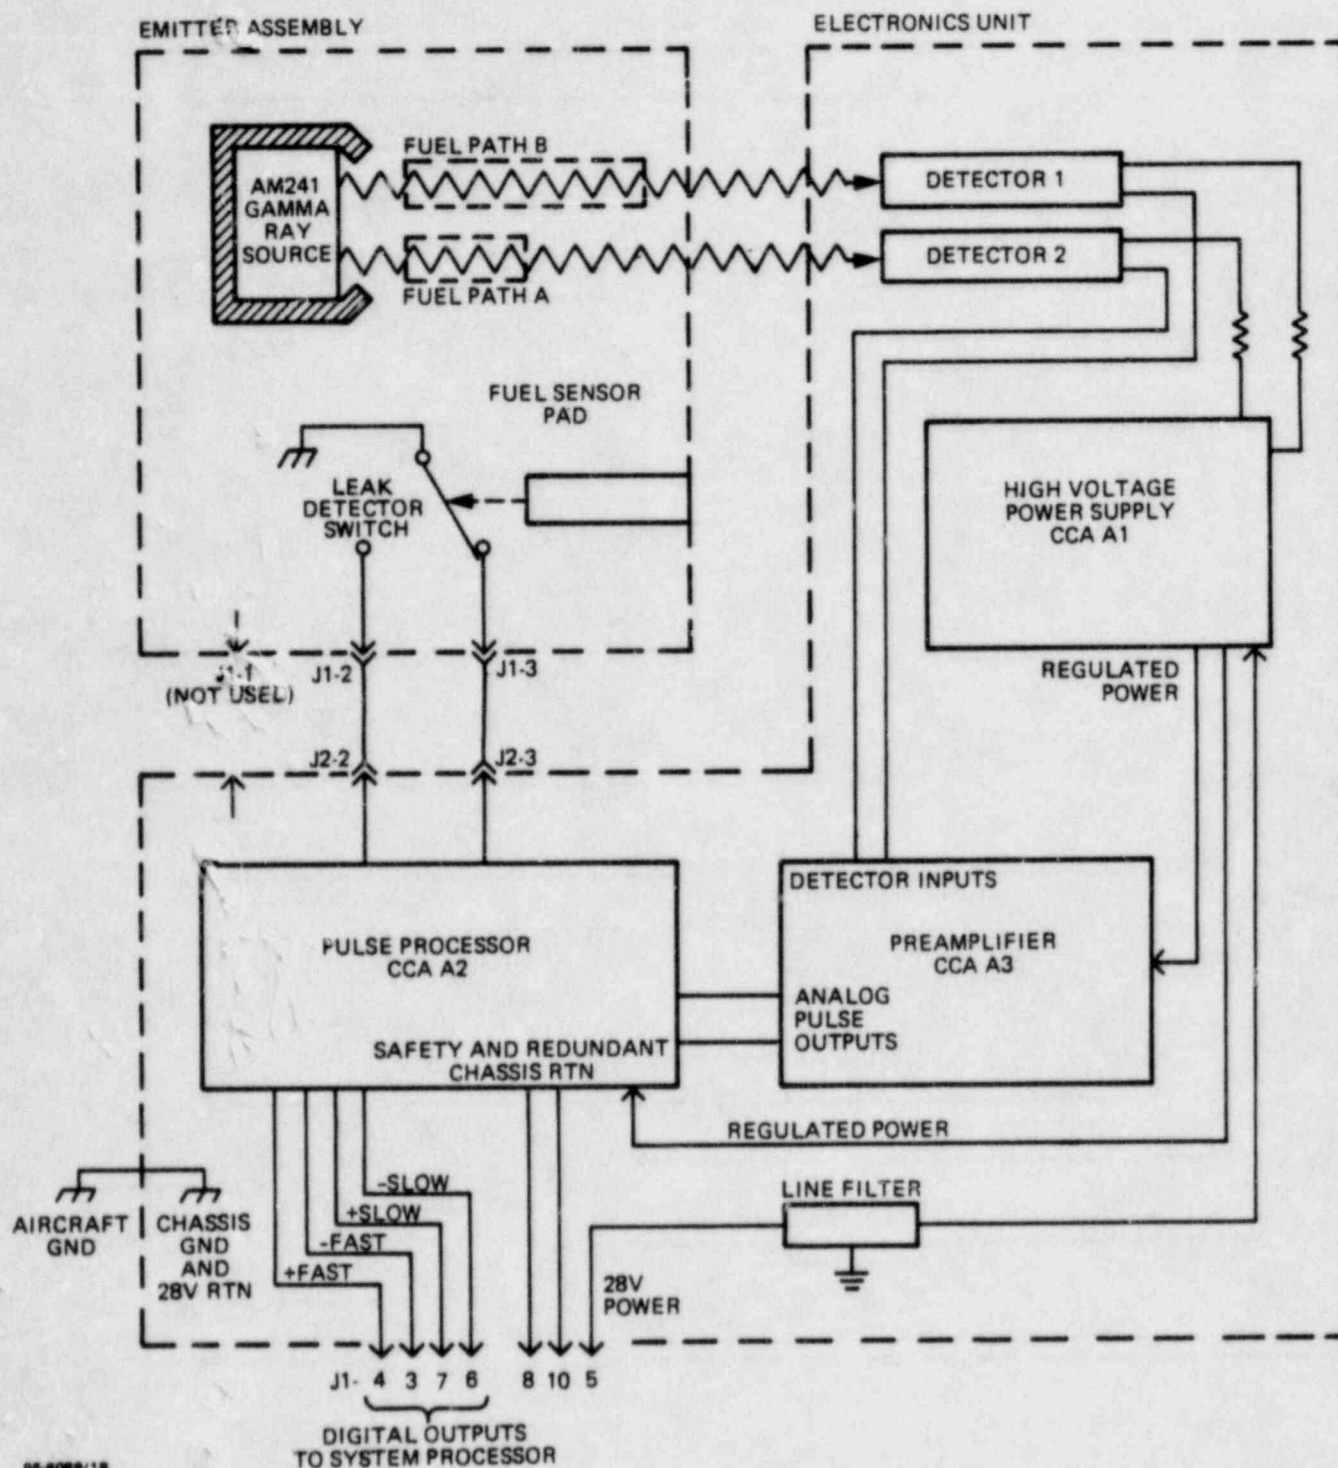 EMITTER ASSEMBLY
ELECTRONICS UNIT
FUEL PATH B
AM241
GAMMA
RAY
SOURCE
DETECTOR 1
DETECTOR 2
FUEL PATH A
FUEL SENSOR
PAD
LEAK
DETECTOR
SWITCH
HIGH VOLTAGE
POWER SUPPLY
CCA A1
J1-1
(NOT USED)
J1-2
J1-3
REGULATED
POWER
J2-2
J2-3
DETECTOR INPUTS
PULSE PROCESSOR
CCA A2
PREAMPLIFIER
CCA A3
ANALOG
PULSE
OUTPUTS
SAFETY AND REDUNDANT
CHASSIS RTN
REGULATED POWER
-SLOW
+SLOW
-FAST
+FAST
LINE FILTER
AIRCRAFT
GND
CHASSIS
GND
AND
28V RTN
28V
POWER
J1- 4 3 7 6 8 10 5
DIGITAL OUTPUTS
TO SYSTEM PROCESSOR